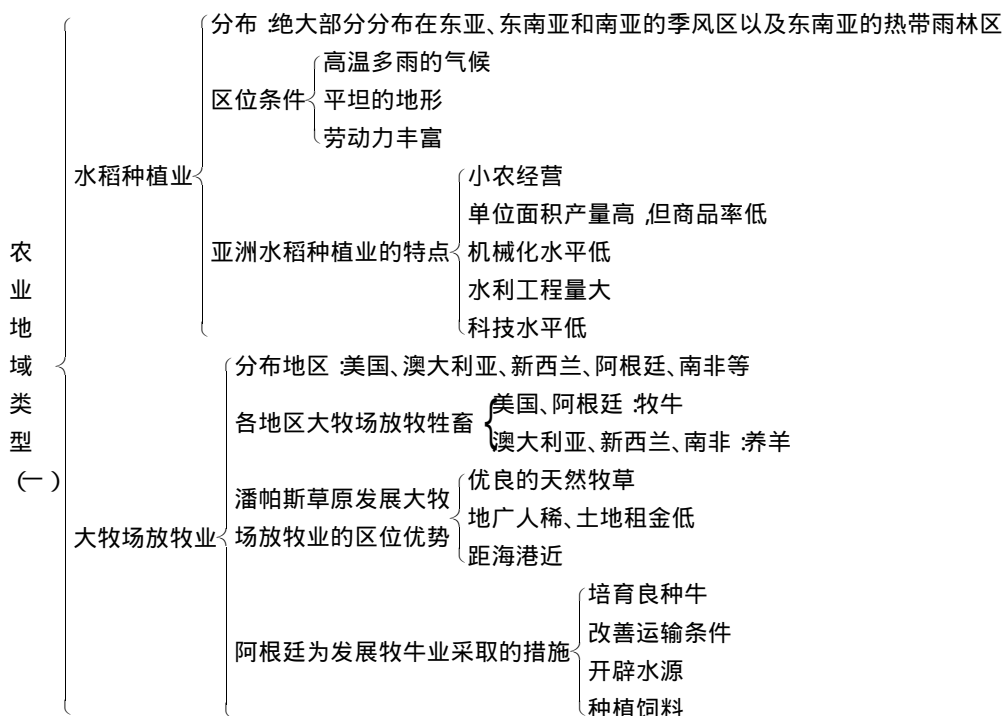 分布:绝大部分分布在东亚、东南亚和南亚的季风区以及东南亚的热带雨林区
高温多雨的气候
区位条件
平坦的地形
劳动力丰富
水稻种植业
小农经营
单位面积产量高,但商品率低
亚洲水稻种植业的特点
机械化水平低
水利工程量大
科技水平低
农业地域类型(一)
分布地区:美国、澳大利亚、新西兰、阿根廷、南非等
各地区大牧场放牧牲畜
美国、阿根廷:牧牛
澳大利亚、新西兰、南非:养羊
大牧场放牧业
潘帕斯草原发展大牧
场放牧业的区位优势
优良的天然牧草
地广人稀、土地租金低
距海港近
阿根廷为发展牧牛业采取的措施
培育良种牛
改善运输条件
开辟水源
种植饲料